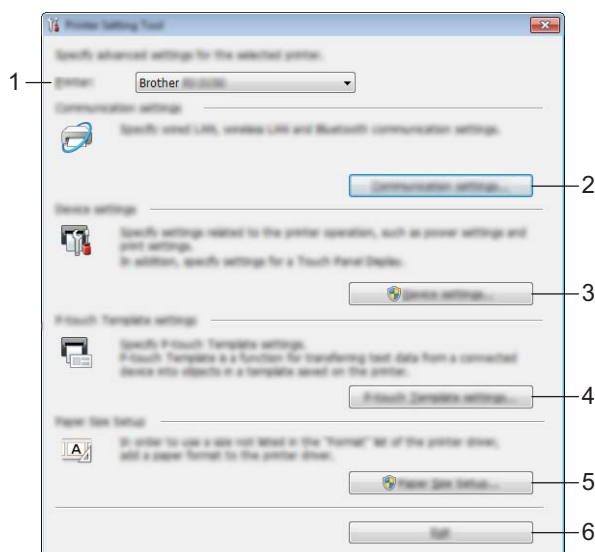 Printer Setting Tool
Specify advanced settings for the selected printer.
1 Printer: Brother
Communication settings
Specify wired LAN, wireless LAN and Bluetooth communication settings.
Communication settings... 2
Device settings
Specify settings related to the printer operation, such as power settings and
print settings.
In addition, specify settings for a Touch Panel Display.
Device settings... 3
P-touch Template settings
Specify P-touch Template settings.
P-touch Template is a function for transferring text data from a connected
device into objects in a template saved on the printer.
P-touch Template settings... 4
Paper Size Setup
In order to use a size not listed in the "Format" list of the printer driver,
add a paper format to the printer driver.
Paper Size Setup... 5
Exit 6